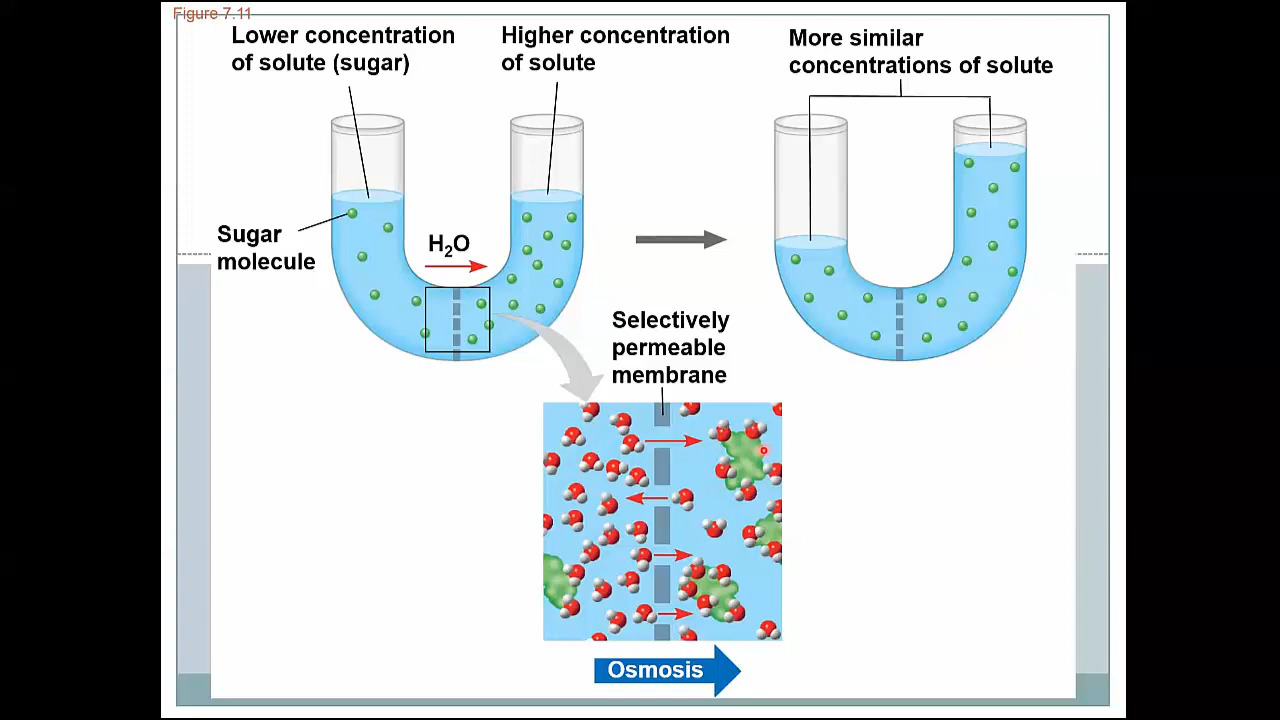 Figure 7.11
Lower concentration
of solute (sugar)
Higher concentration
of solute
More similar
concentrations of solute
Sugar
molecule
H₂O
Selectively
permeable
membrane
Osmosis